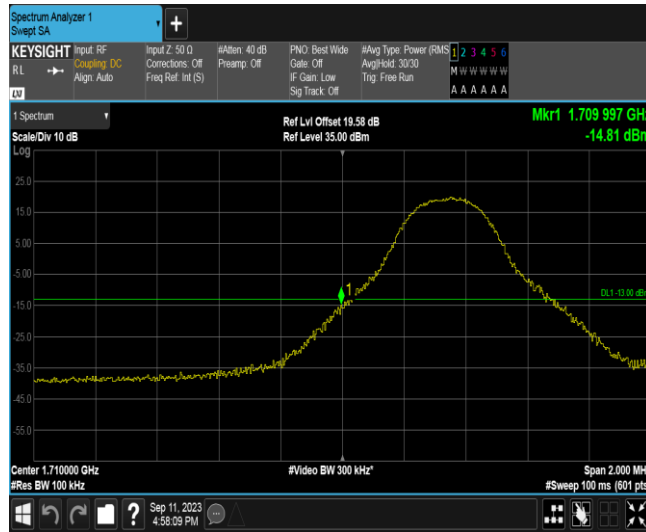 Spectrum Analyzer 1
Swept SA
+
KEYSIGHT Input: RF Input Z: 50 Ω #Atten: 40 dB PNO: Best Wide #Avg Type: Power (RMS 1 2 3 4 5 6
RL Coupling: DC Corrections: Off Preamp: Off Gate: Off Avg|Hold: 30/30 M W W W W W
Align: Auto Freq Ref: Int (S) IF Gain: Low Trig: Free Run
LXI Sig Track: Off A A A A A A
1 Spectrum Ref Lvl Offset 19.58 dB Mkr1 1.709 997 GHz
Scale/Div 10 dB Ref Level 35.00 dBm -14.81 dBm
Log
25.0
15.0
5.00
-5.00
1
DL1 -13.00 dBm
-15.0
-25.0
-35.0
-45.0
-55.0
Center 1.710000 GHz #Video BW 300 kHz* Span 2.000 MH
#Res BW 100 kHz #Sweep 100 ms (601 pts
? Sep 11, 2023
4:58:09 PM